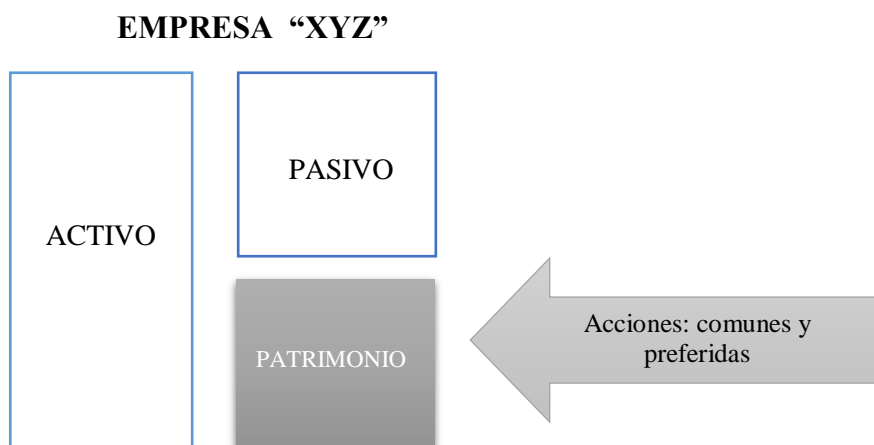 EMPRESA “XYZ”
PASIVO
ACTIVO
PATRIMONIO
Acciones: comunes y
preferidas